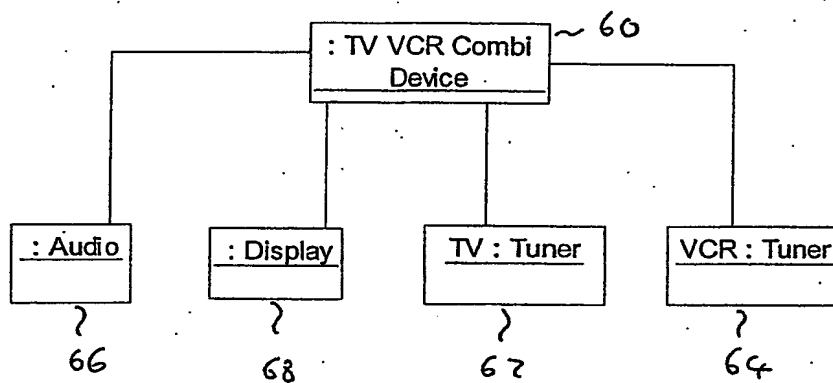 : TV VCR Combi
Device
60
: Audio
: Display
TV : Tuner
VCR : Tuner
66
68
62
64